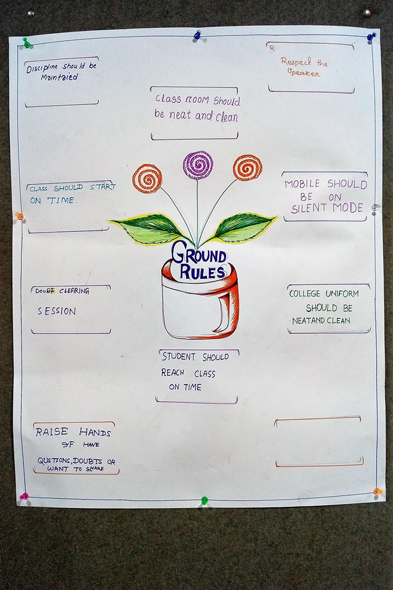 Discipline should be
Maintaied
Respect the
Speaker
Class room should
be neat and clean
CLASS SHOULD START
ON TIME
MOBILE SHOULD
BE ON
SILENT MODE
GROUND
RULES
DOUBT CLEARING
SESSION
COLLEGE UNIFORM
SHOULD BE
NEATAND CLEAN
STUDENT SHOULD
REACH CLASS
ON TIME
RAISE HANDS
IF HAVE
QUTIONS, DOUBTS OR
WANT TO SHARE